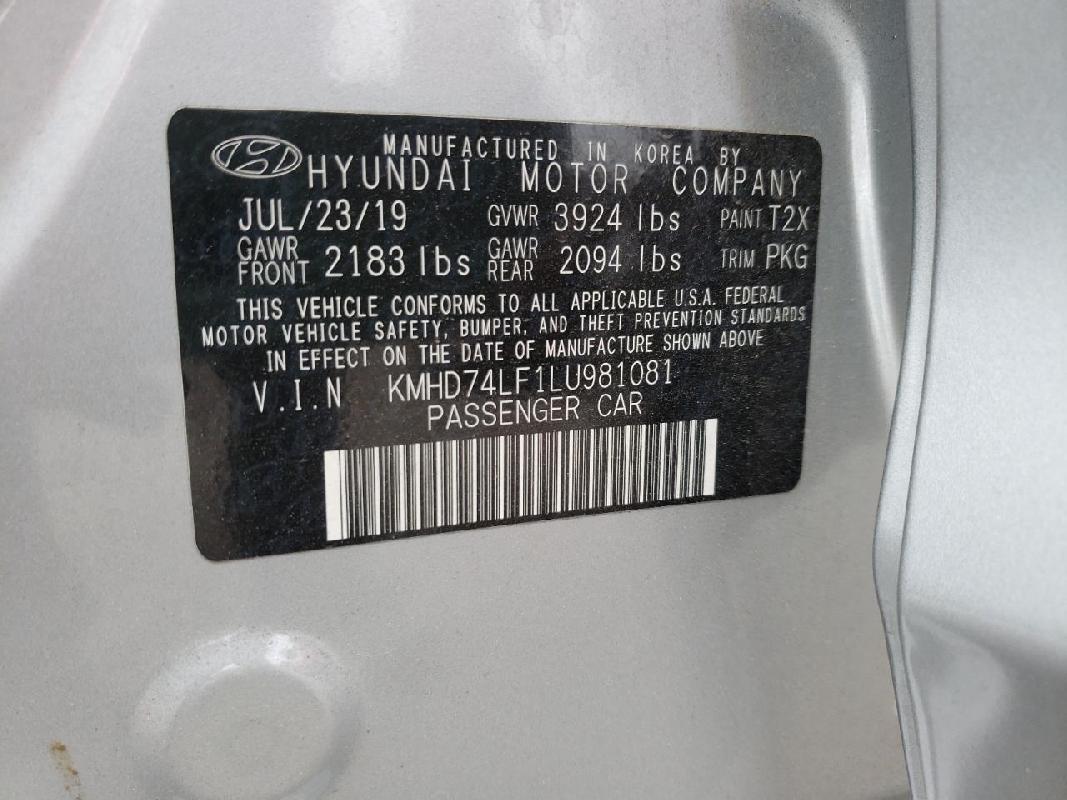 MANUFACTURED IN KOREA BY
HYUNDAI MOTOR COMPANY
JUL/23/19 GVWR 3924 lbs PAINT T2X
GAWR FRONT 2183 lbs GAWR REAR 2094 lbs TRIM PKG
THIS VEHICLE CONFORMS TO ALL APPLICABLE U.S.A. FEDERAL
MOTOR VEHICLE SAFETY, BUMPER, AND THEFT PREVENTION STANDARDS
IN EFFECT ON THE DATE OF MANUFACTURE SHOWN ABOVE
V.I.N KMHD74LF1LU981081
PASSENGER CAR